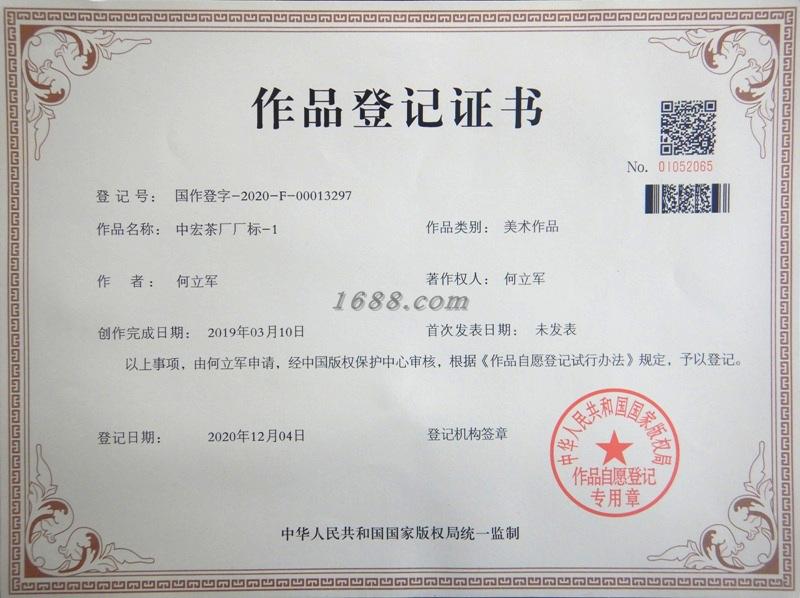 作品登记证书
No. 01052065
登 记 号： 国作登字-2020-F-00013297
作品名称： 中宏茶厂厂标-1 作品类别： 美术作品
作 者： 何立军 著作权人： 何立军
1688.com
创作完成日期： 2019年03月10日 首次发表日期： 未发表
以上事项，由何立军申请，经中国版权保护中心审核，根据《作品自愿登记试行办法》规定，予以登记。
登记日期： 2020年12月04日 登记机构签章
中华人民共和国国家版权局
作品自愿登记
专用章
中华人民共和国国家版权局统一监制